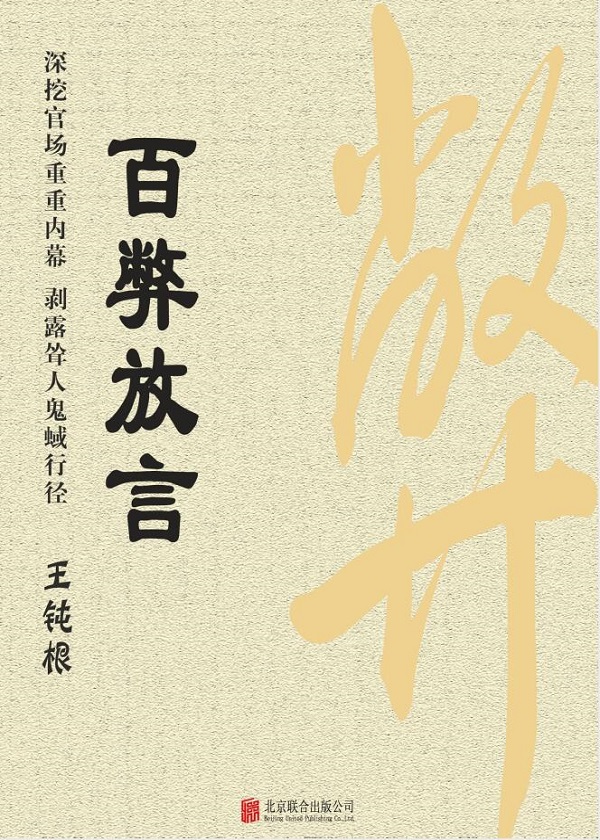 弊
百弊放言
深挖官场重重内幕 剥露耸人鬼蜮行径
王钝根
北京联合出版公司
Beijing United Publishing Co.,Ltd.